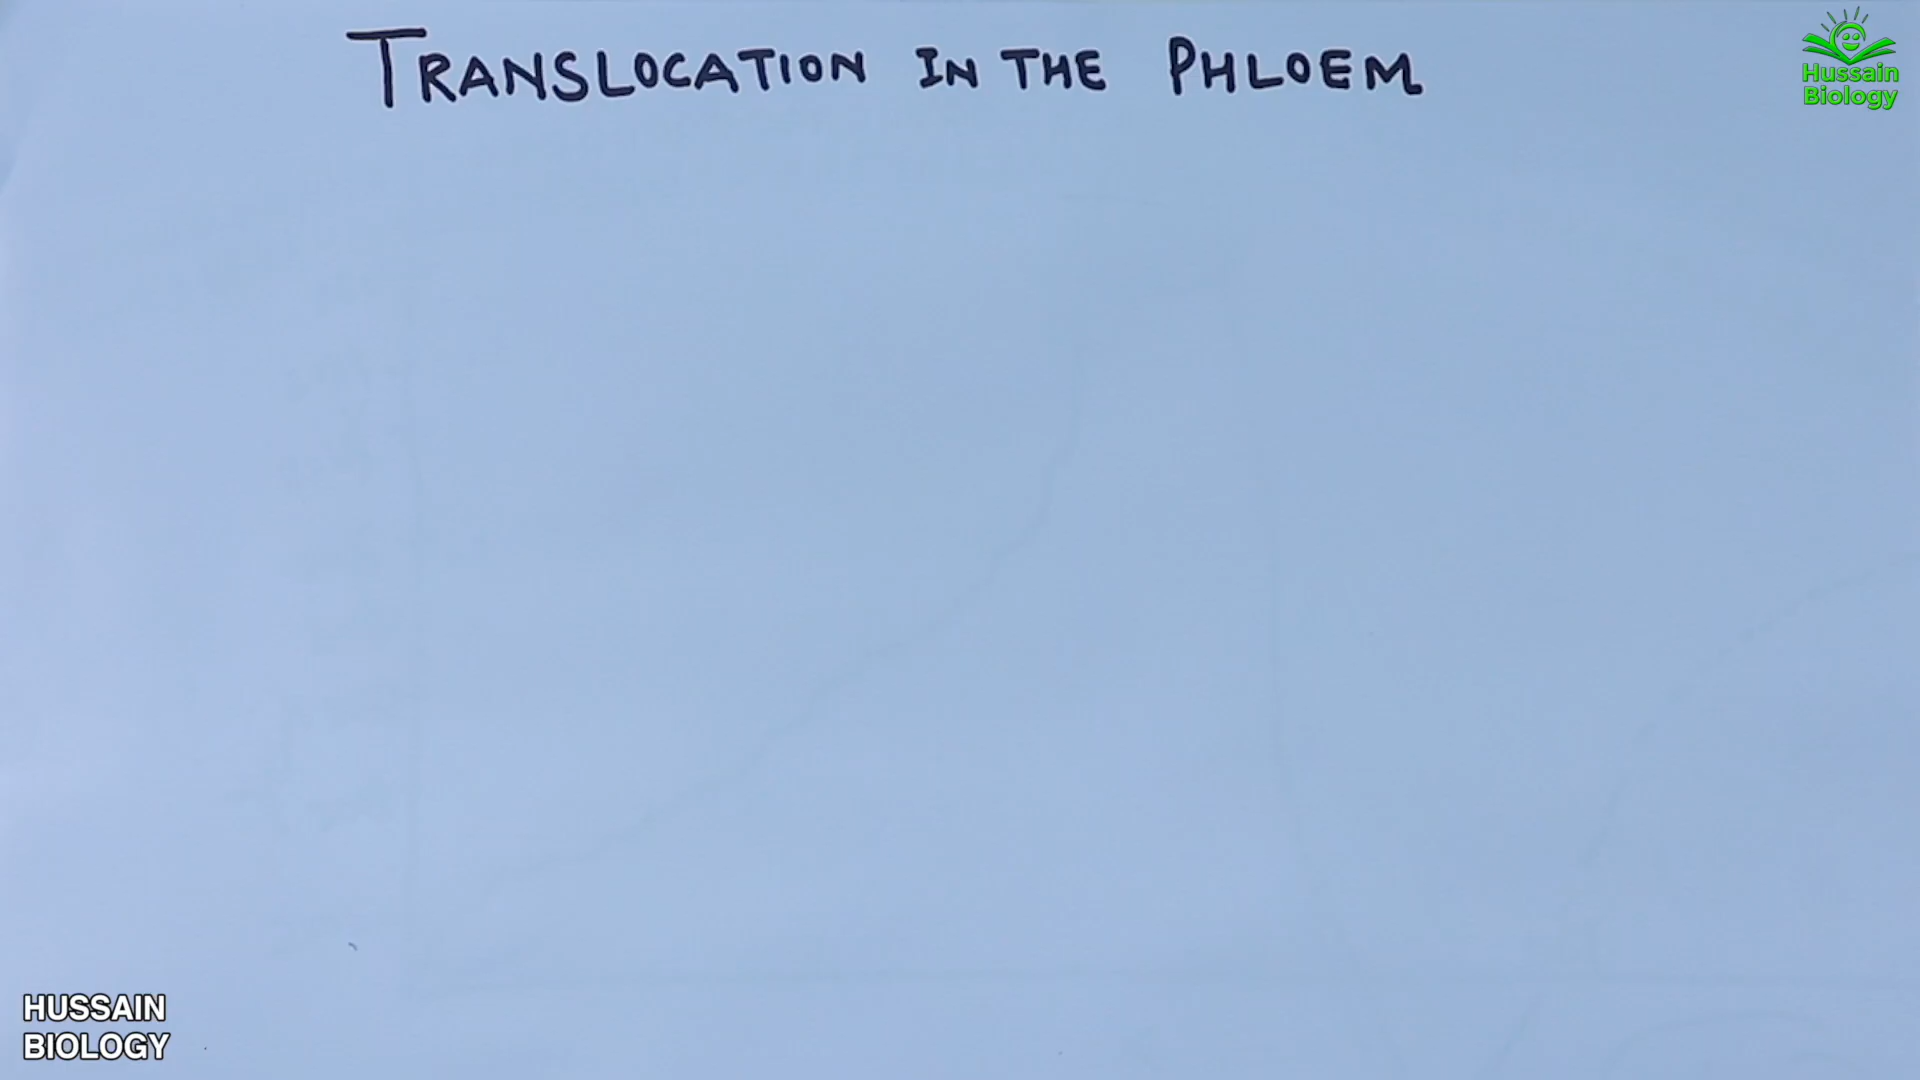 TRANSLOCATION IN THE PHLOEM
Hussain
Biology
HUSSAIN
BIOLOGY